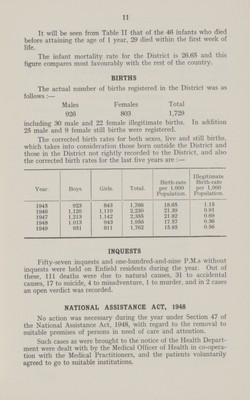 11
It will be seen from Table II that of the 46 infants who died
before attaining the age of 1 year, 29 died within the first week of
life.
The infant mortality rate for the District is 26.65 and this
figure compares most favourably with the rest of the country.
BIRTHS
The actual number of births registered in the District was as
follows :—
Males Females Total
926 803 1,729
including 30 male and 22 female illegitimate births. In addition
25 male and 9 female still births were registered.
The corrected birth rates for both sexes, live and still births,
which takes into consideration those born outside the District and
those in the District not rightly recorded to the District, and also
the corrected birth rates for the last five years are :—
Year. Boys. Girls. Total. Birth-rate per 1,000 Population. Illegitimate Birth-rate per 1,000 Population.
1945 923 843 1,766 18.65 1.15
1946 1,120 1,110 2,230 21.39 0.91
1947 1,213 1,142 2,355 21.92 0.69
1948 1,013 943 1,956 17.57 0.36
1949 951 811 1,762 15.85 0.56
INQUESTS
Fifty-seven inquests and one-hundred-and-nine P.M.s without
inquests were held on Enfield residents during the year. Out of
these, 111 deaths were due to natural causes, 31 to accidental
causes, 17 to suicide, 4 to misadventure, 1 to murder, and in 2 cases
an open verdict was recorded.
NATIONAL ASSISTANCE ACT, 1948
No action was necessary during the year under Section 47 of
the National Assistance Act, 1948, with regard to the removal to
suitable premises of persons in need of care and attention.
Such cases as were brought to the notice of the Health Depart-
ment were dealt with by the Medical Officer of Health in co-opera-
tion with the Medical Practitioners, and the patients voluntarily
agreed to go to suitable institutions.